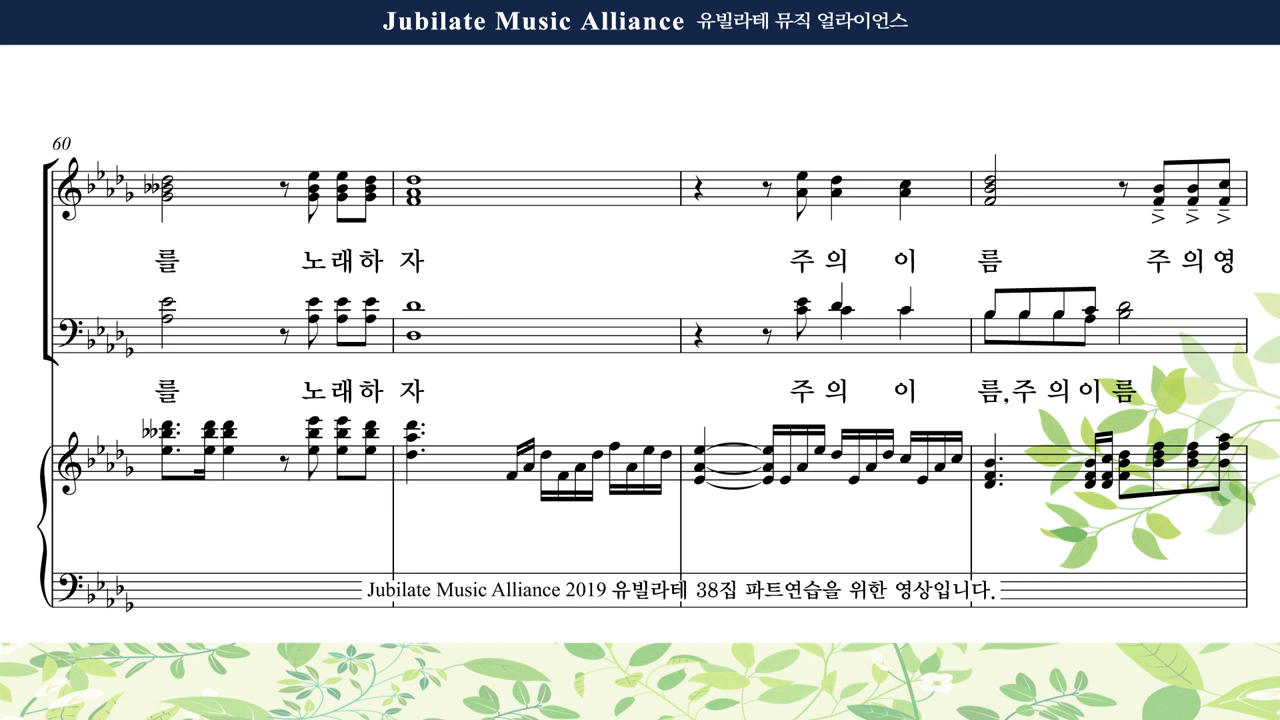 Jubilate Music Alliance 유빌라테 뮤직 얼라이언스
60
를 노래하 자 주 의 이 름 주 의 영
를 노래하 자 주 의 이 름, 주 의 이 름
Jubilate Music Alliance 2019 유빌라테 38집 파트연습을 위한 영상입니다.